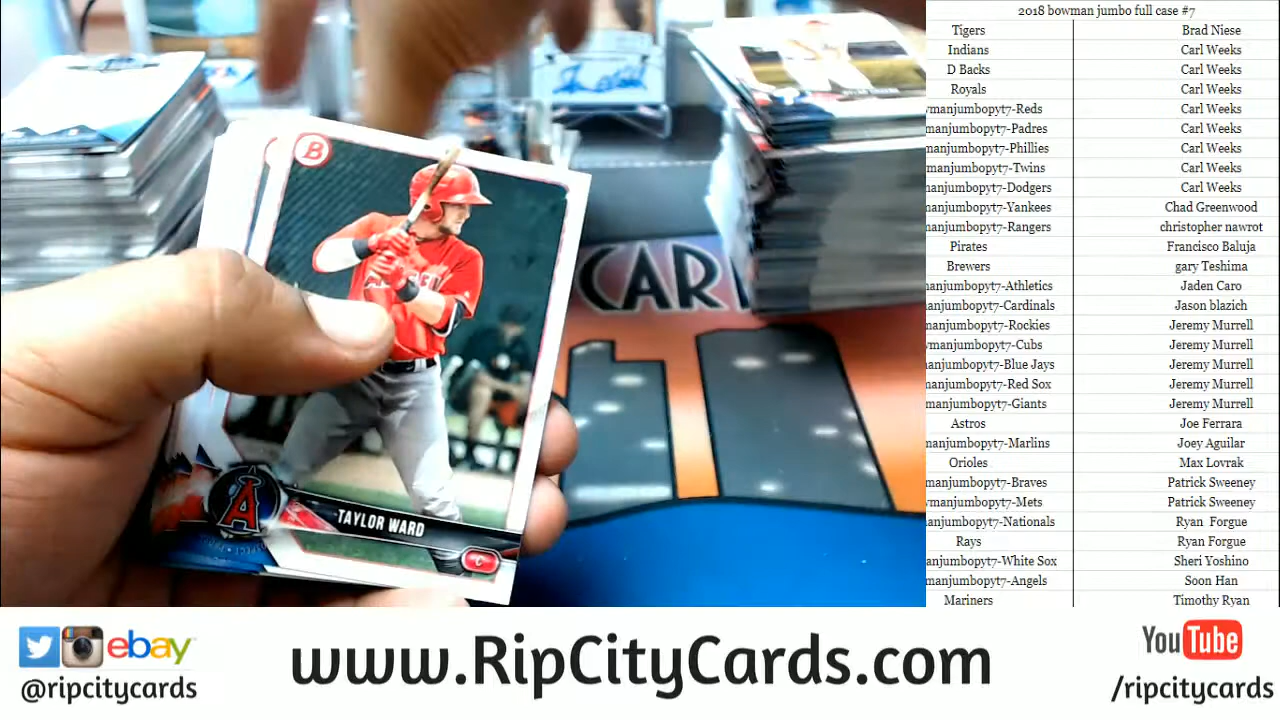 2018 bowman jumbo full case #7
Tigers Brad Niese
Indians Carl Weeks
D Backs Carl Weeks
Royals Carl Weeks
wmanjumbopyt7-Reds Carl Weeks
manjumbopyt7-Padres Carl Weeks
manjumbopyt7-Phillies Carl Weeks
manjumbopyt7-Twins Carl Weeks
manjumbopyt7-Dodgers Carl Weeks
manjumbopyt7-Yankees Chad Greenwood
manjumbopyt7-Rangers christopher nawrot
Pirates Francisco Baluja
Brewers gary Teshima
manjumbopyt7-Athletics Jaden Caro
manjumbopyt7-Cardinals Jason blazich
manjumbopyt7-Rockies Jeremy Murrell
wmanjumbopyt7-Cubs Jeremy Murrell
manjumbopyt7-Blue Jays Jeremy Murrell
manjumbopyt7-Red Sox Jeremy Murrell
manjumbopyt7-Giants Jeremy Murrell
Astros Joe Ferrara
manjumbopyt7-Marlins Joey Aguilar
Orioles Max Lovrak
manjumbopyt7-Braves Patrick Sweeney
wmanjumbopyt7-Mets Patrick Sweeney
manjumbopyt7-Nationals Ryan Forgue
Rays Ryan Forgue
anjumbopyt7-White Sox Sheri Yoshino
manjumbopyt7-Angels Soon Han
Mariners Timothy Ryan
B
CAR
A
TAYLOR WARD
C
ebay
@ripcitycards
www.RipCityCards.com
YouTube
/ripcitycards